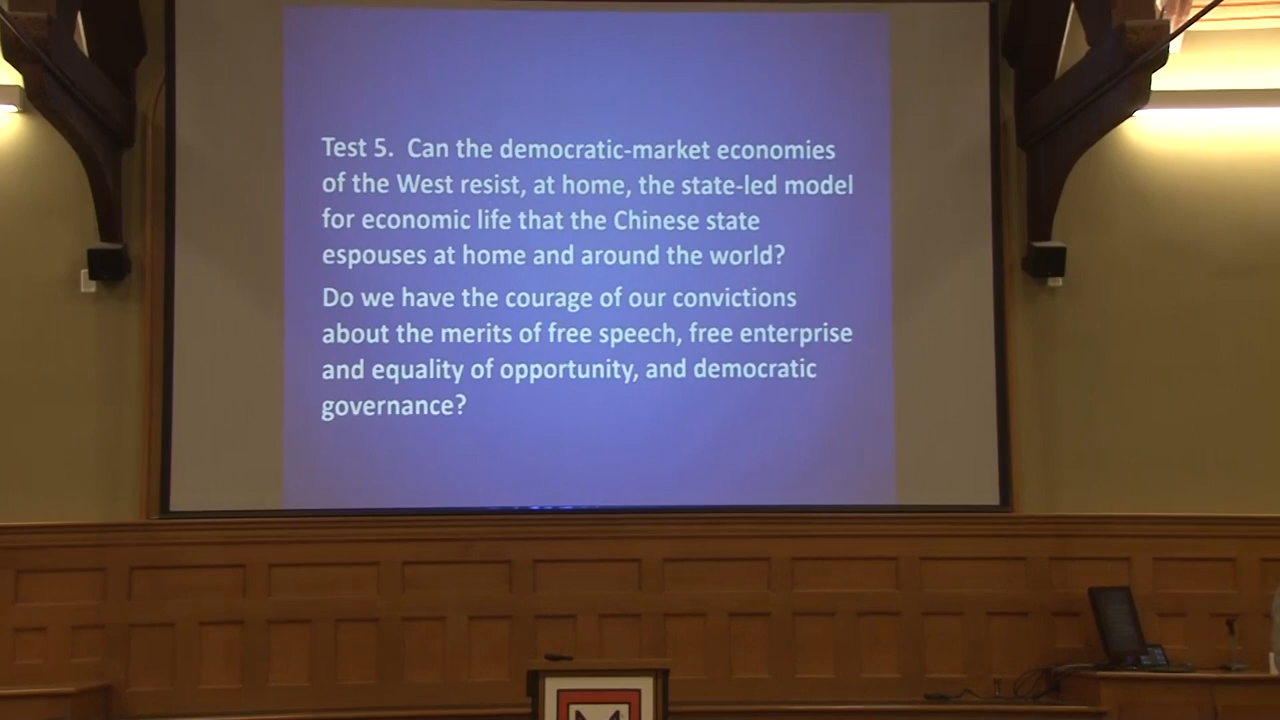 Test 5.  Can the democratic-market economies
of the West resist, at home, the state-led model
for economic life that the Chinese state
espouses at home and around the world?
Do we have the courage of our convictions
about the merits of free speech, free enterprise
and equality of opportunity, and democratic
governance?